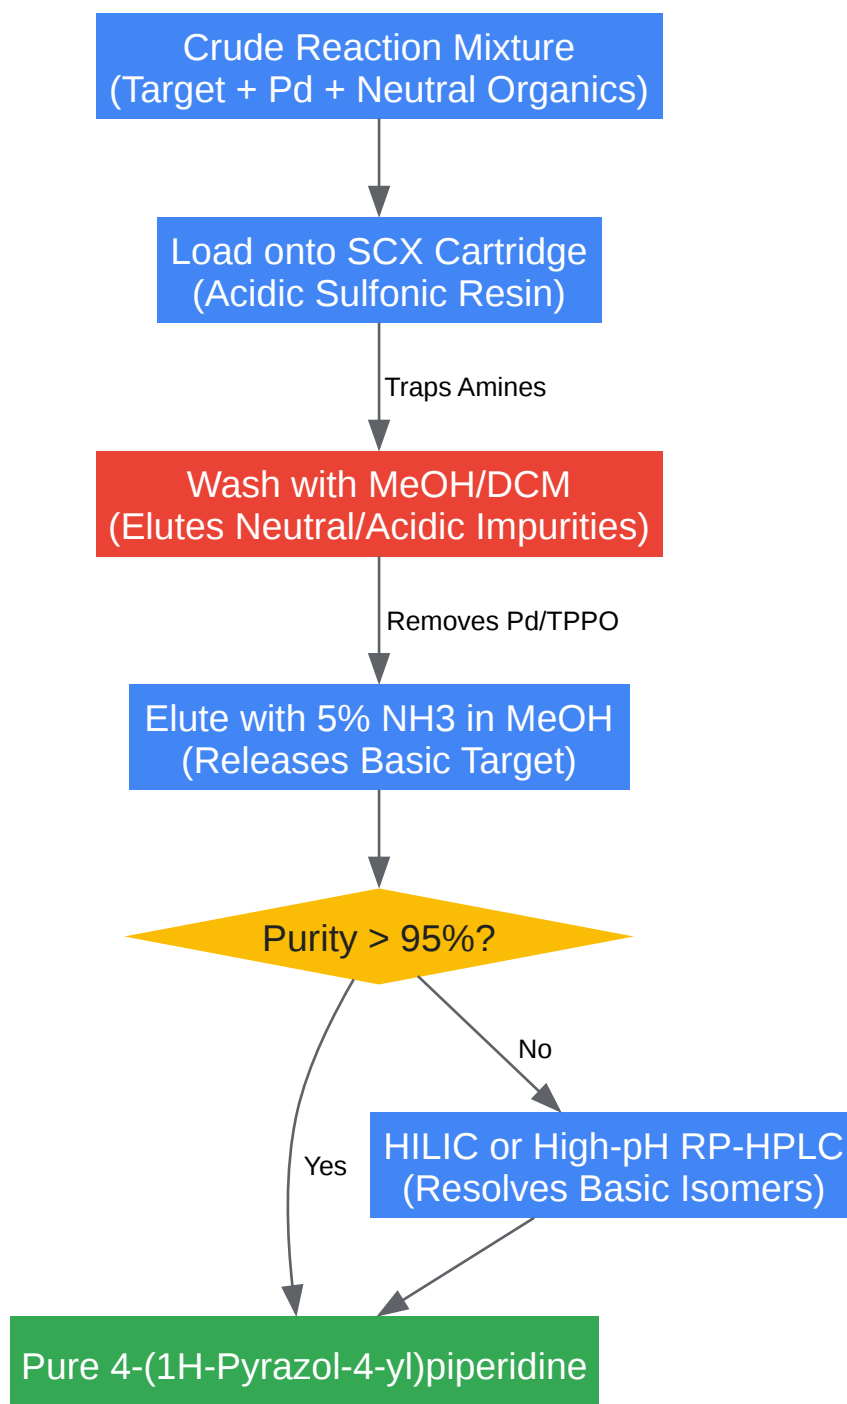 Crude Reaction Mixture
(Target + Pd + Neutral Organics)
Load onto SCX Cartridge
(Acidic Sulfonic Resin)
Traps Amines
Wash with MeOH/DCM
(Elutes Neutral/Acidic Impurities)
Removes Pd/TPPO
Elute with 5% NH3 in MeOH
(Releases Basic Target)
Purity > 95%?
No
HILIC or High-pH RP-HPLC
(Resolves Basic Isomers)
Yes
Pure 4-(1H-Pyrazol-4-yl)piperidine